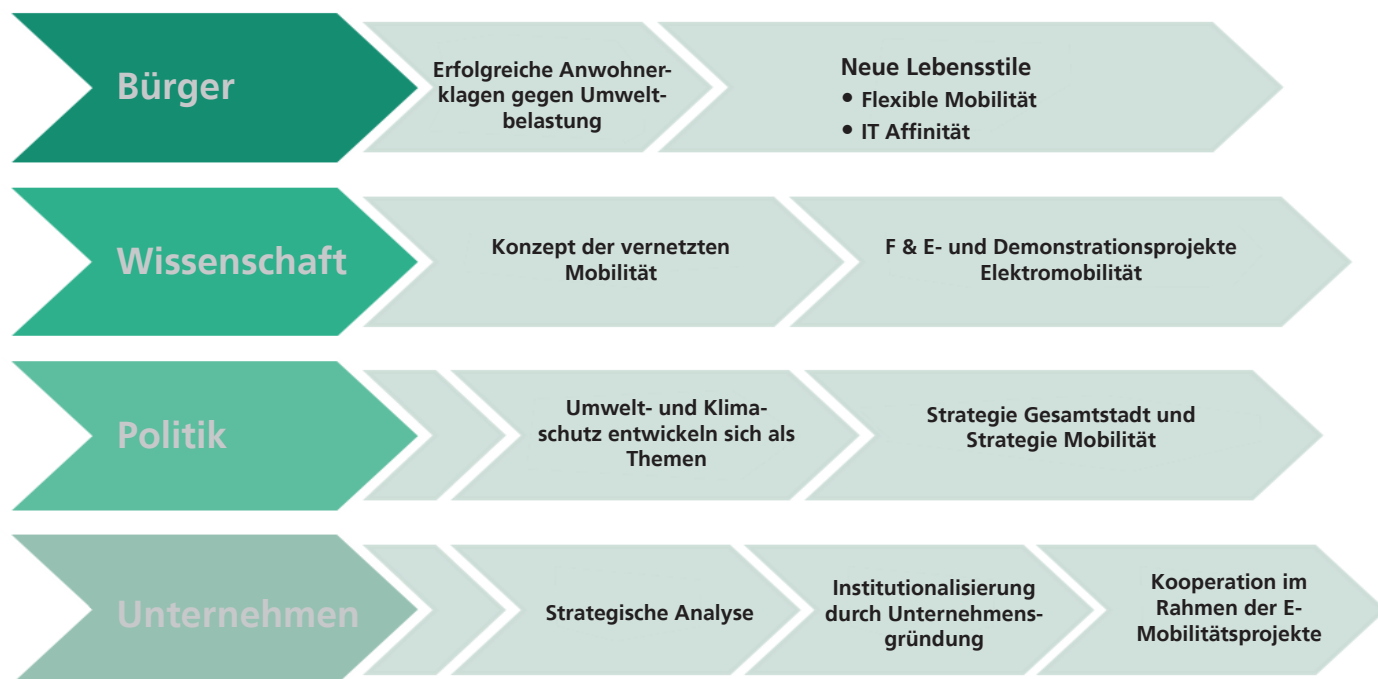 Bürger
Erfolgreiche Anwohner-
klagen gegen Umwelt-
belastung
Neue Lebensstile
• Flexible Mobilität
• IT Affinität
Wissenschaft
Konzept der vernetzten
Mobilität
F & E- und Demonstrationsprojekte
Elektromobilität
Politik
Umwelt- und Klima-
schutz entwickeln sich als
Themen
Strategie Gesamtstadt und
Strategie Mobilität
Unternehmen
Strategische Analyse
Institutionalisierung
durch Unternehmens-
gründung
Kooperation im
Rahmen der E-
Mobilitätsprojekte